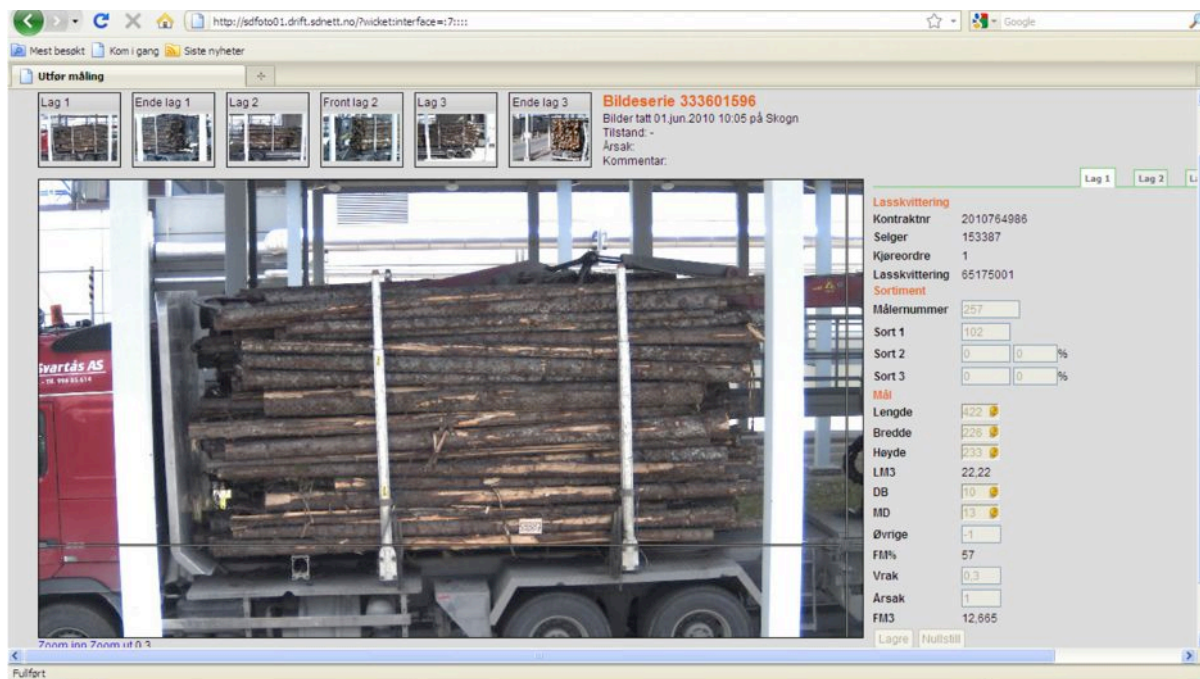 http://sdfoto01.drift.sdnett.no/?wicket:interface=:7::::
Google
Mest besøkt Kom i gang Siste nyheter
Utfør måling
Lag 1 Ende lag 1 Lag 2 Front lag 2 Lag 3 Ende lag 3
Bildeserie 333601596
Bilder tatt 01.jun.2010 10:05 på Skogn
Tilstand: -
Årsak:
Kommentar:
Lag 1 Lag 2
Lasskvittering
Kontraktnr 2010764986
Selger 153387
Kjøreordre 1
Lasskvittering 65175001
Sortiment
Målernummer 257
Sort 1 102
Sort 2 0 0 %
Sort 3 0 0 %
Mål
Lengde 422
Bredde 226
Høyde 233
LM3 22,22
DB 10
MD 13
Øvrige -1
FM% 57
Vrak 0,3
Årsak 1
FM3 12,665
Lagre Nullstill
Svartås AS
Zoom inn Zoom ut 0.3
Fullført